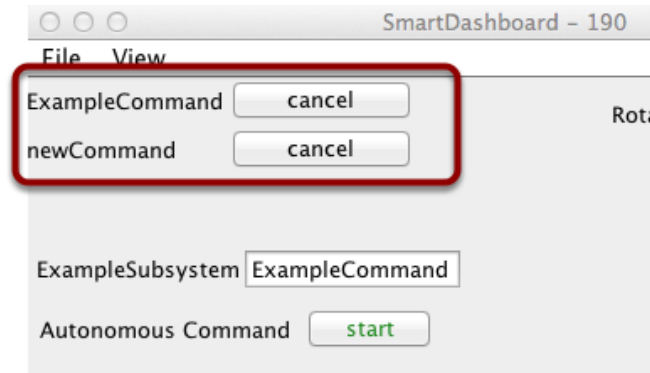 SmartDashboard – 190
File View
ExampleCommand cancel
Rota
newCommand cancel
ExampleSubsystem ExampleCommand
Autonomous Command start